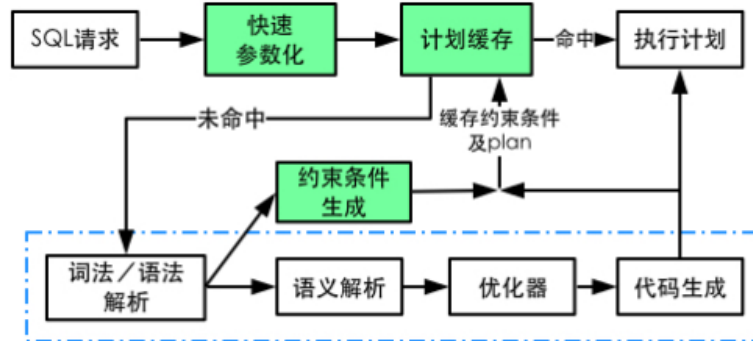 SQL请求
快速
参数化
计划缓存
命中
执行计划
未命中
缓存约束条件
及plan
约束条件
生成
词法／语法
解析
语义解析
优化器
代码生成